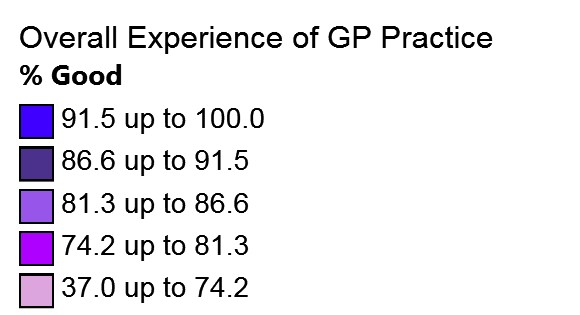 Overall Experience of GP Practice
% Good
91.5 up to 100.0
86.6 up to 91.5
81.3 up to 86.6
74.2 up to 81.3
37.0 up to 74.2